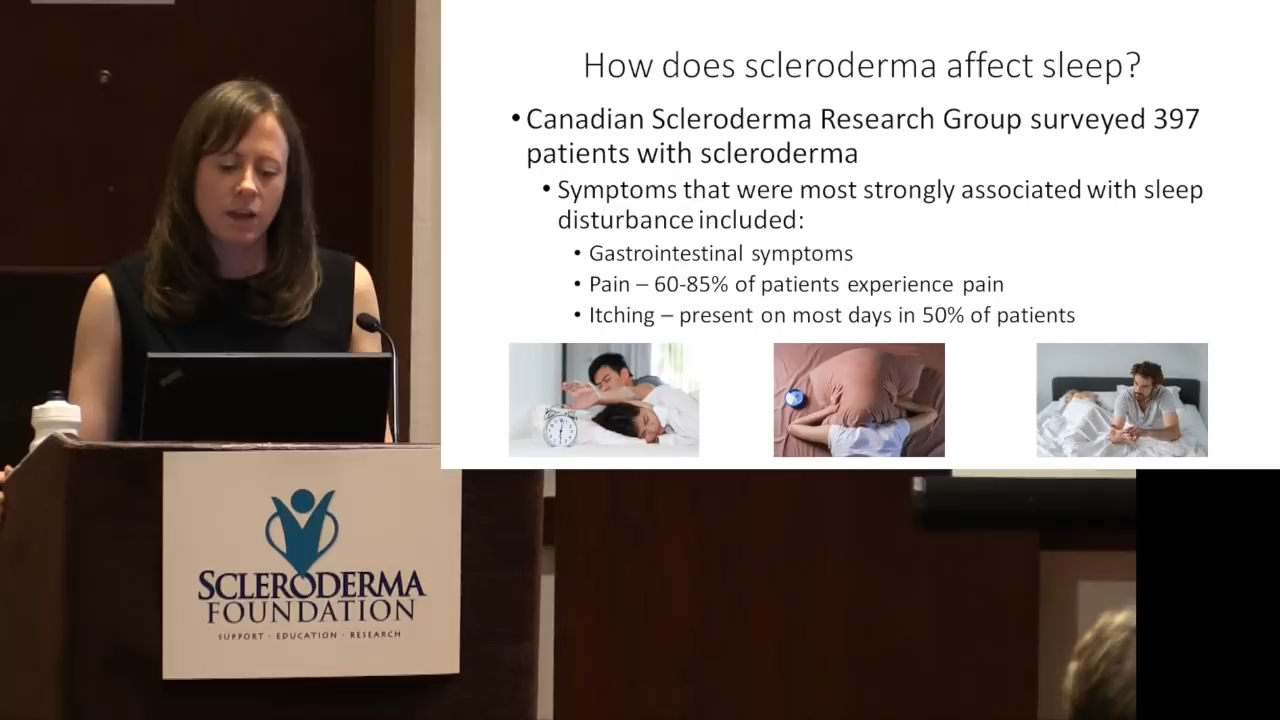 How does scleroderma affect sleep?
• Canadian Scleroderma Research Group surveyed 397
patients with scleroderma
• Symptoms that were most strongly associated with sleep
disturbance included:
• Gastrointestinal symptoms
• Pain – 60-85% of patients experience pain
• Itching – present on most days in 50% of patients
SCLERODERMA
FOUNDATION
SUPPORT · EDUCATION · RESEARCH